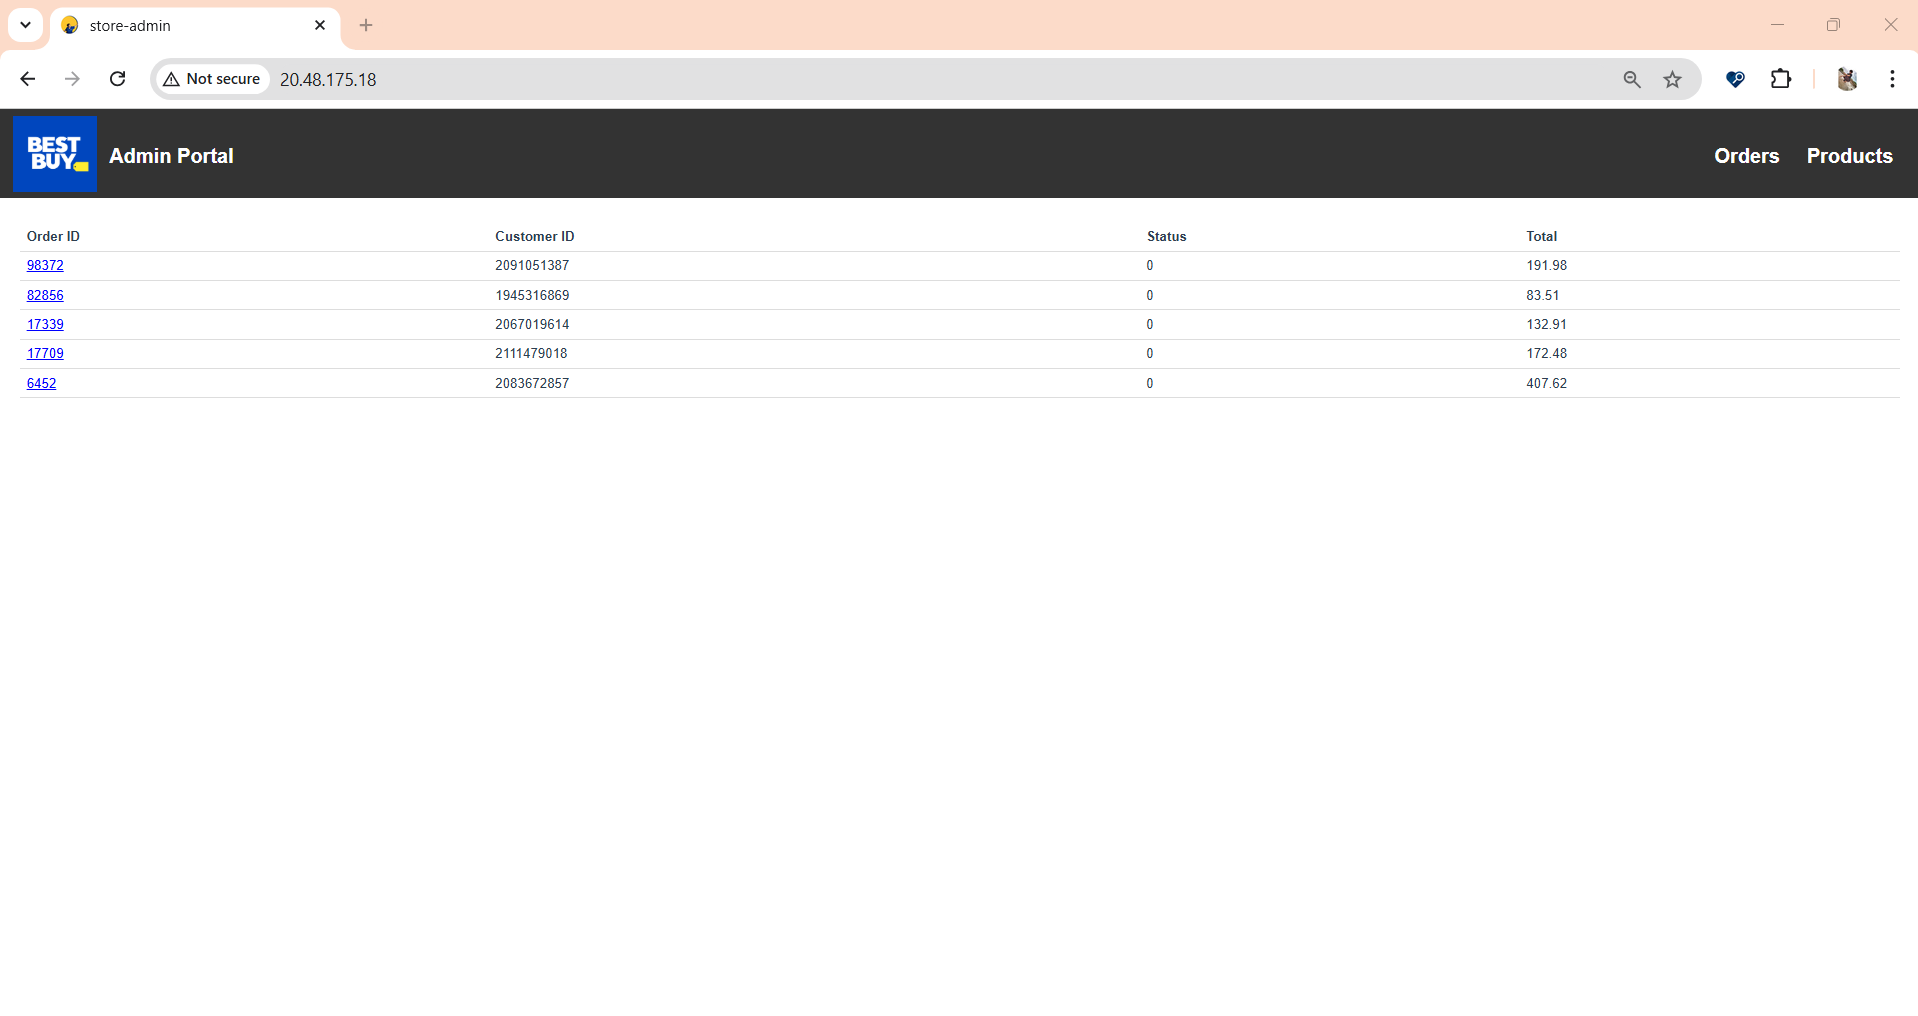 store-admin
Not secure 20.48.175.18
BEST BUY Admin Portal Orders Products
Order ID Customer ID Status Total
98372 2091051387 0 191.98
82856 1945316869 0 83.51
17339 2067019614 0 132.91
17709 2111479018 0 172.48
6452 2083672857 0 407.62